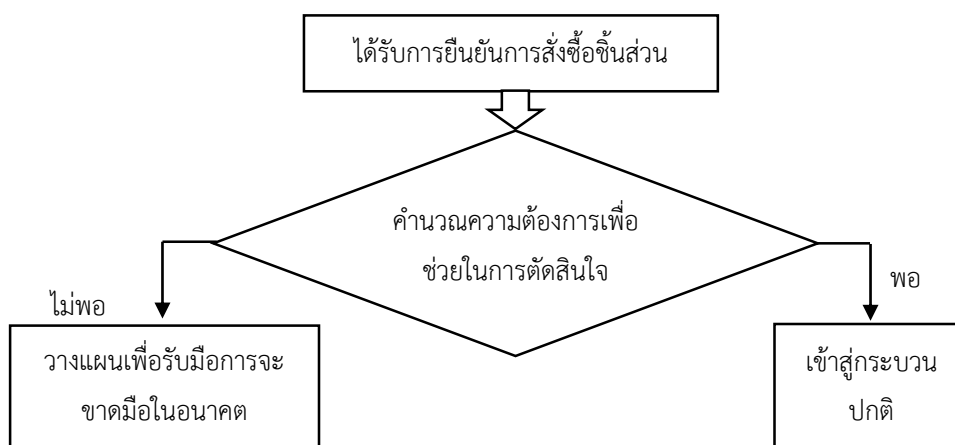 ได้รับการยืนยันการสั่งซื้อชิ้นส่วน
คำนวณความต้องการเพื่อ
ช่วยในการตัดสินใจ
ไม่พอ
พอ
วางแผนเพื่อรับมือการจะ
ขาดมือในอนาคต
เข้าสู่กระบวน
ปกติ